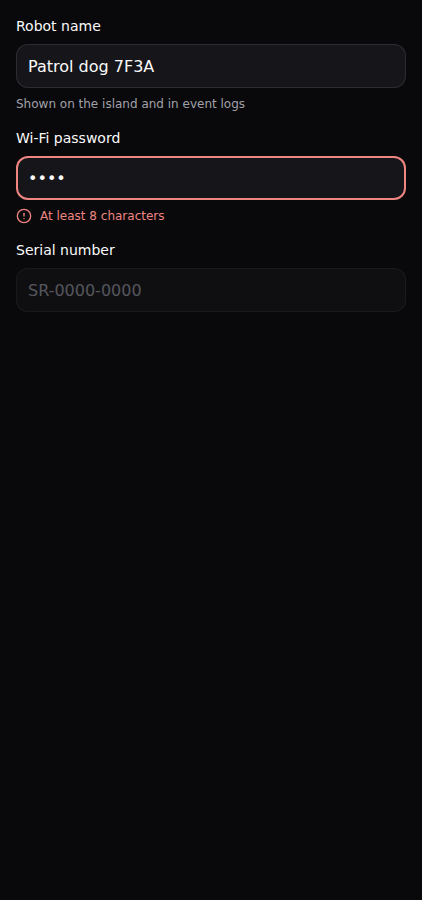 Robot name
Patrol dog 7F3A
Shown on the island and in event logs
Wi-Fi password
••••
At least 8 characters
Serial number
SR-0000-0000